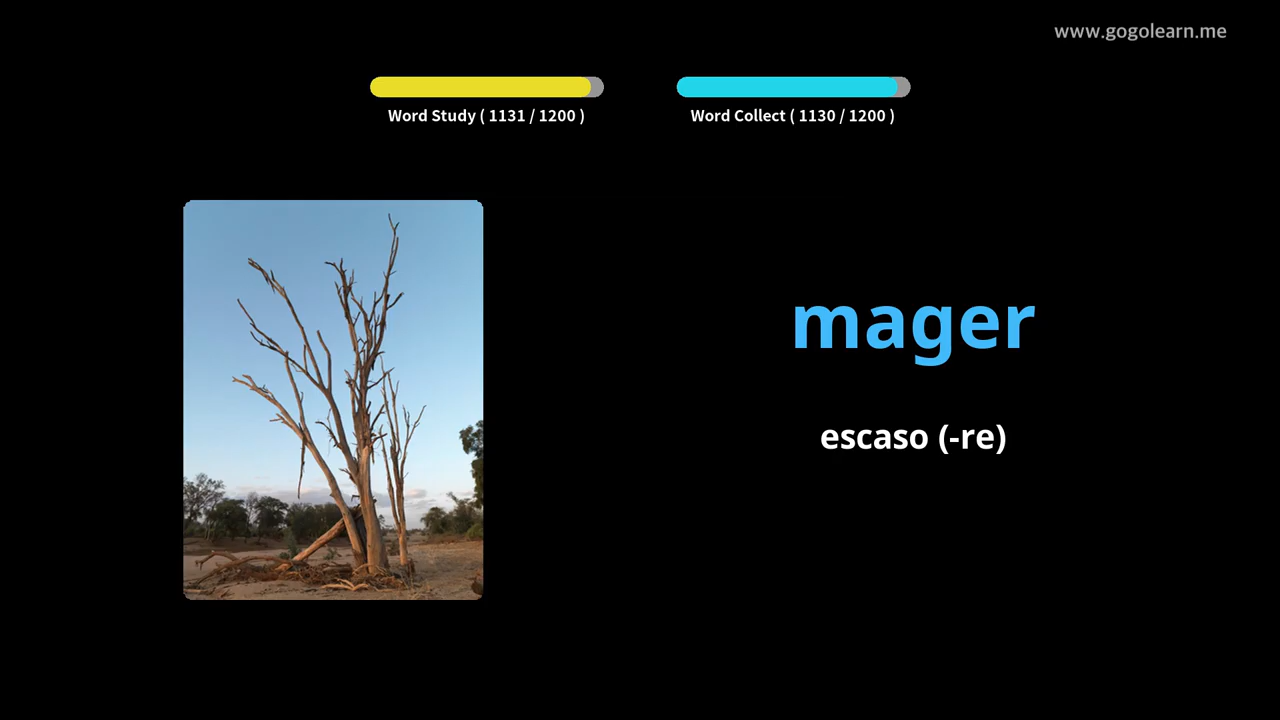 www.gogolearn.me
Word Study ( 1131 / 1200 )
Word Collect ( 1130 / 1200 )
mager
escaso (-re)